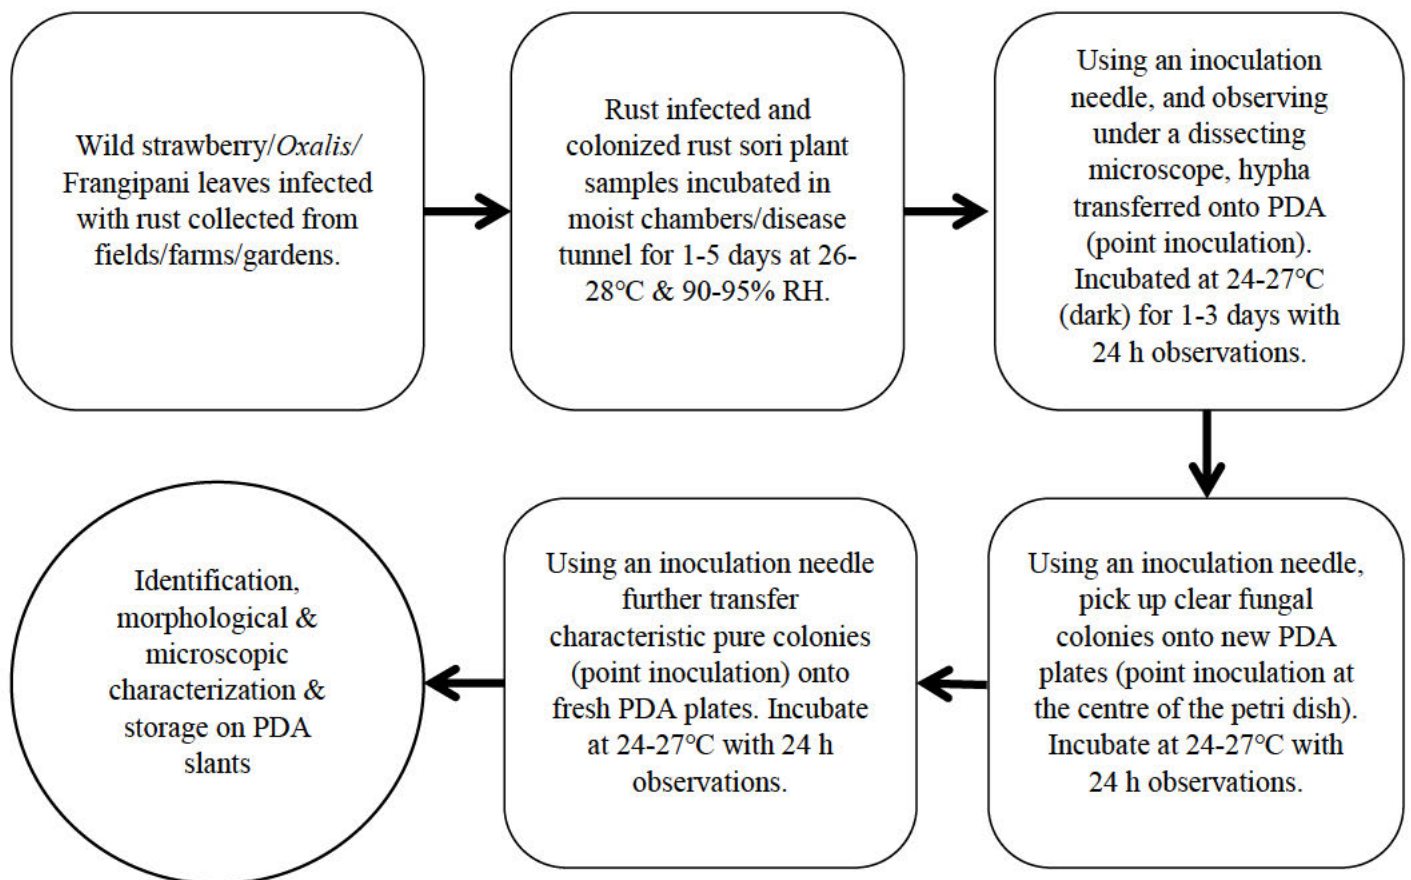 Wild strawberry/Oxalis/
Frangipani leaves infected
with rust collected from
fields/farms/gardens.
Rust infected and
colonized rust sori plant
samples incubated in
moist chambers/disease
tunnel for 1-5 days at 26-
28°C & 90-95% RH.
Using an inoculation
needle, and observing
under a dissecting
microscope, hypha
transferred onto PDA
(point inoculation).
Incubated at 24-27°C
(dark) for 1-3 days with
24 h observations.
Using an inoculation needle,
pick up clear fungal
colonies onto new PDA
plates (point inoculation at
the centre of the petri dish).
Incubate at 24-27°C with
24 h observations.
Using an inoculation needle
further transfer
characteristic pure colonies
(point inoculation) onto
fresh PDA plates. Incubate
at 24-27°C with 24 h
observations.
Identification,
morphological &
microscopic
characterization &
storage on PDA
slants